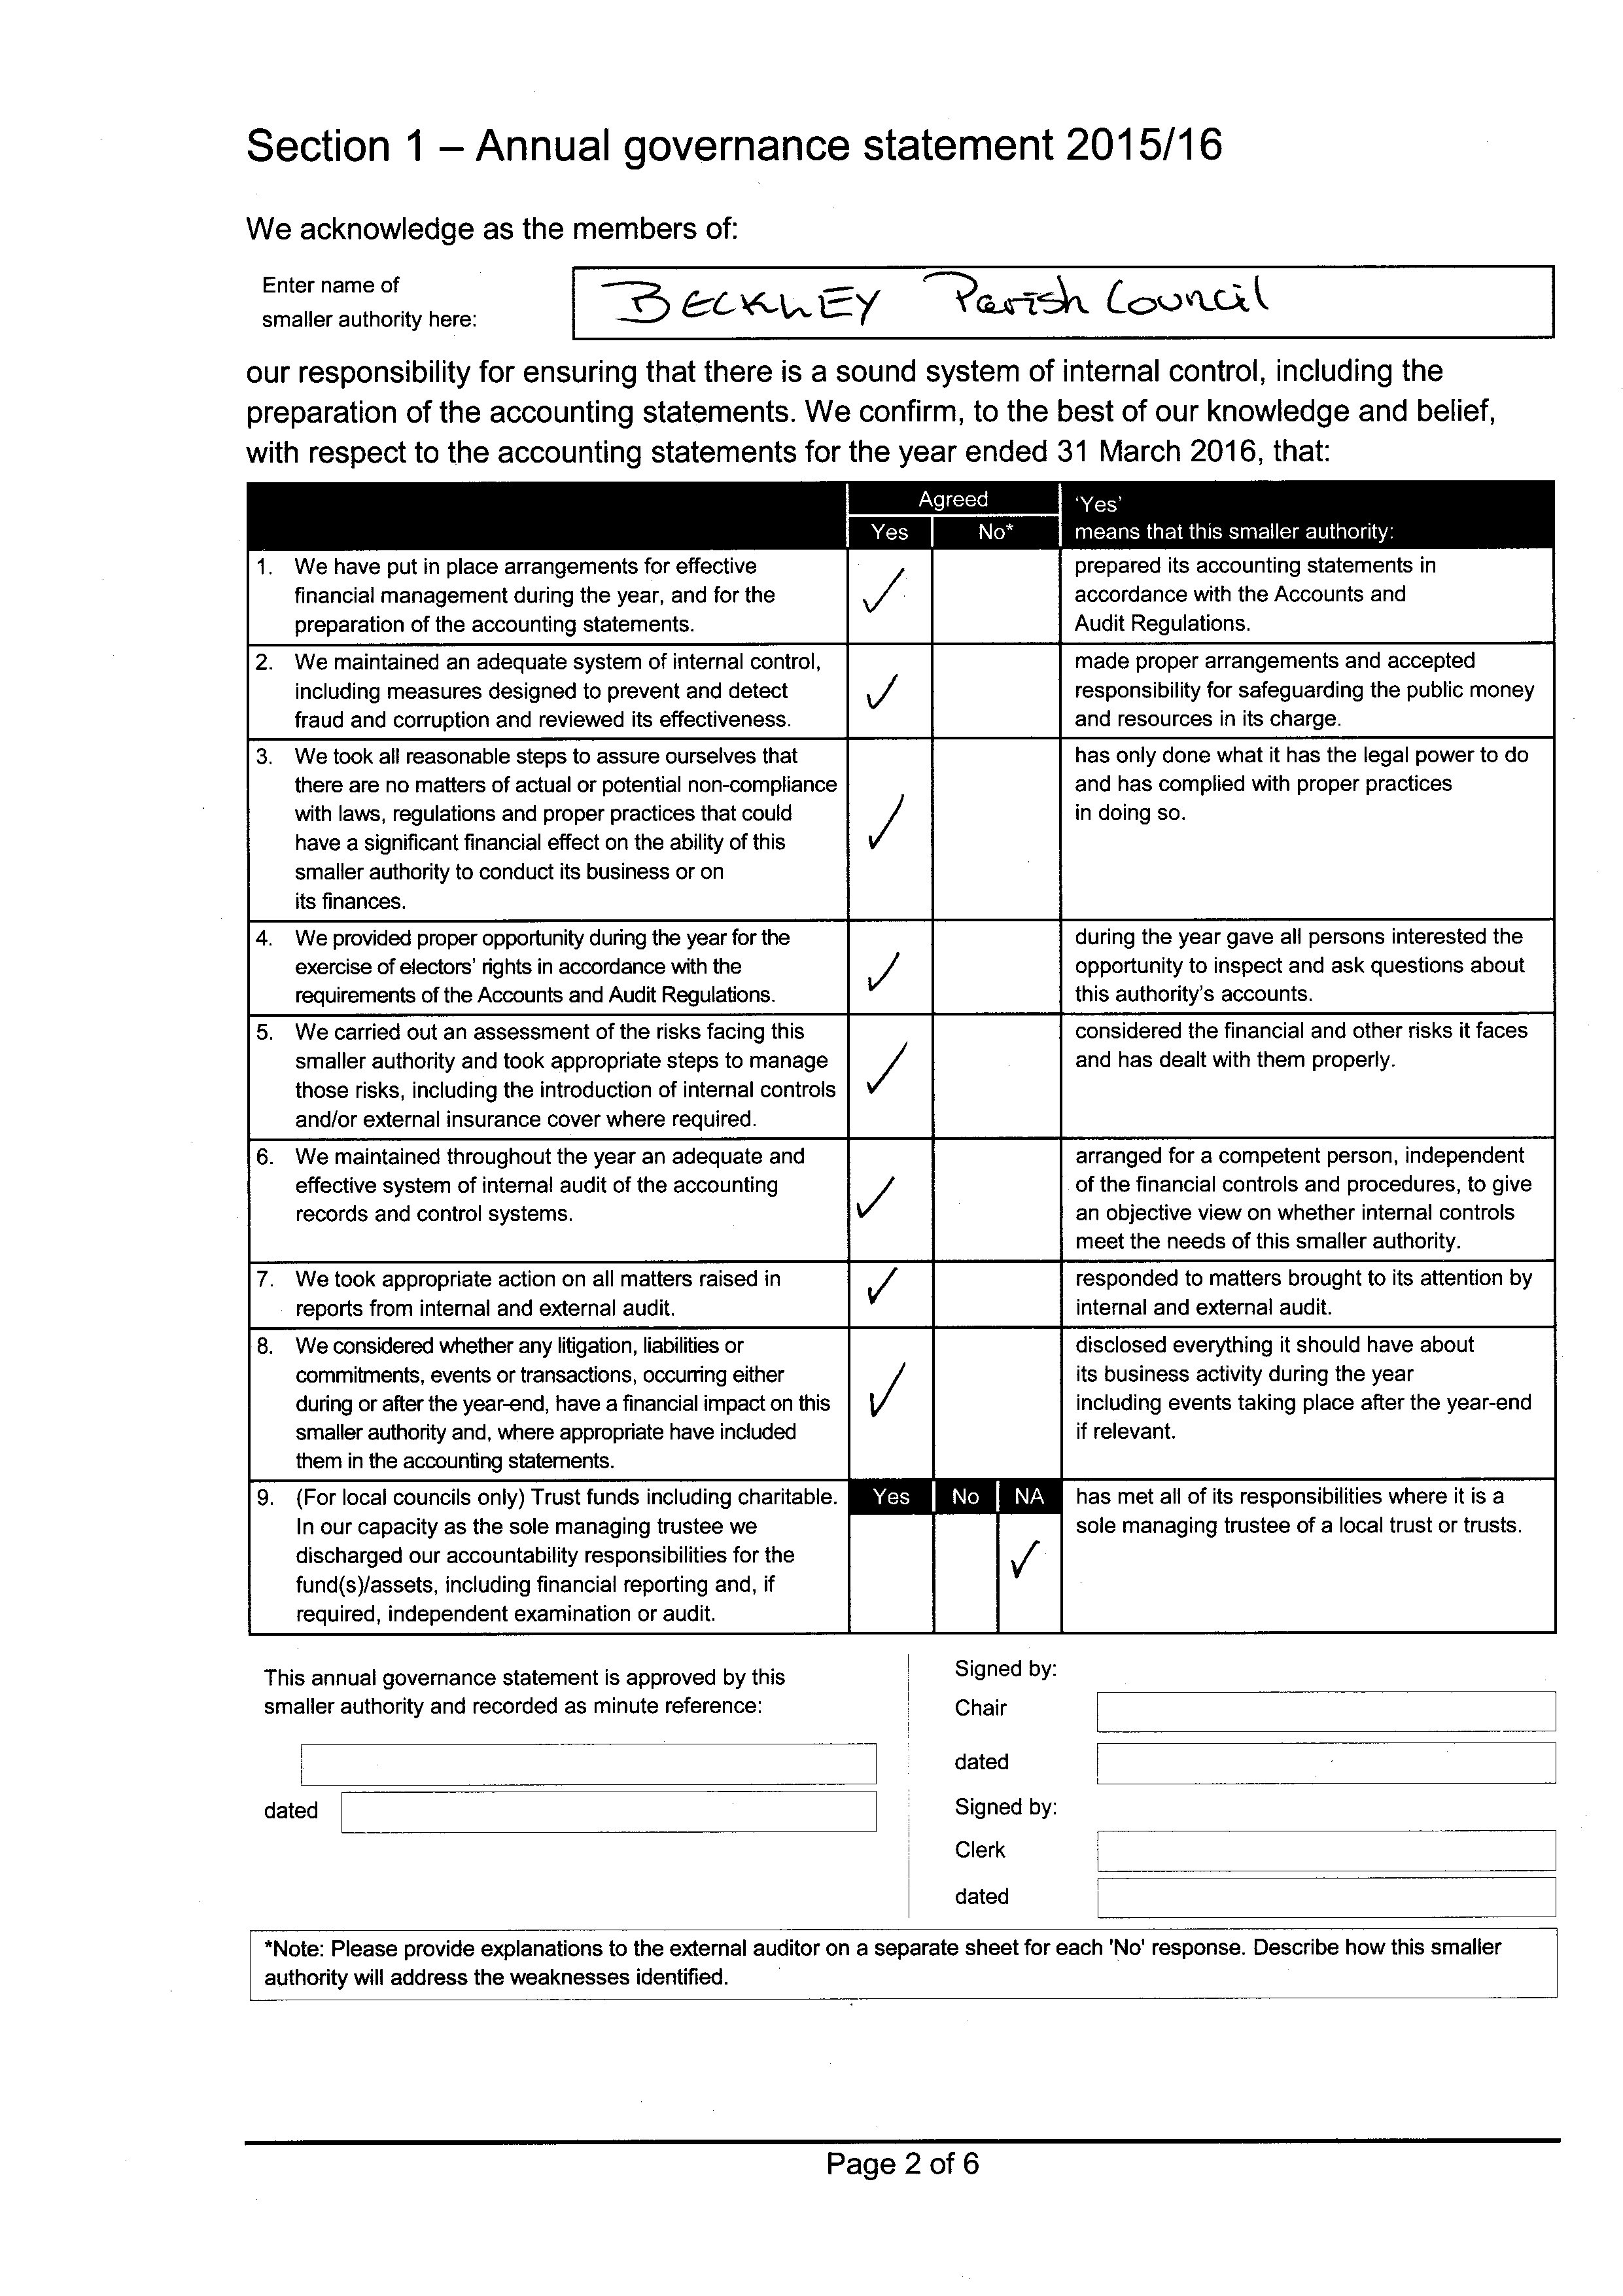 Section 1 – Annual governance statement 2015/16
We acknowledge as the members of:
Enter name of
smaller authority here:
BECKLEY Parish Council
our responsibility for ensuring that there is a sound system of internal control, including the
preparation of the accounting statements. We confirm, to the best of our knowledge and belief,
with respect to the accounting statements for the year ended 31 March 2016, that:
Agreed
Yes No*
'Yes'
means that this smaller authority:
1. We have put in place arrangements for effective
financial management during the year, and for the
preparation of the accounting statements.
✓
prepared its accounting statements in
accordance with the Accounts and
Audit Regulations.
2. We maintained an adequate system of internal control,
including measures designed to prevent and detect
fraud and corruption and reviewed its effectiveness.
✓
made proper arrangements and accepted
responsibility for safeguarding the public money
and resources in its charge.
3. We took all reasonable steps to assure ourselves that
there are no matters of actual or potential non-compliance
with laws, regulations and proper practices that could
have a significant financial effect on the ability of this
smaller authority to conduct its business or on
its finances.
✓
has only done what it has the legal power to do
and has complied with proper practices
in doing so.
4. We provided proper opportunity during the year for the
exercise of electors' rights in accordance with the
requirements of the Accounts and Audit Regulations.
✓
during the year gave all persons interested the
opportunity to inspect and ask questions about
this authority's accounts.
5. We carried out an assessment of the risks facing this
smaller authority and took appropriate steps to manage
those risks, including the introduction of internal controls
and/or external insurance cover where required.
✓
considered the financial and other risks it faces
and has dealt with them properly.
6. We maintained throughout the year an adequate and
effective system of internal audit of the accounting
records and control systems.
✓
arranged for a competent person, independent
of the financial controls and procedures, to give
an objective view on whether internal controls
meet the needs of this smaller authority.
7. We took appropriate action on all matters raised in
reports from internal and external audit.
✓
responded to matters brought to its attention by
internal and external audit.
8. We considered whether any litigation, liabilities or
commitments, events or transactions, occurring either
during or after the year-end, have a financial impact on this
smaller authority and, where appropriate have included
them in the accounting statements.
✓
disclosed everything it should have about
its business activity during the year
including events taking place after the year-end
if relevant.
9. (For local councils only) Trust funds including charitable.
In our capacity as the sole managing trustee we
discharged our accountability responsibilities for the
fund(s)/assets, including financial reporting and, if
required, independent examination or audit.
Yes No NA
✓
has met all of its responsibilities where it is a
sole managing trustee of a local trust or trusts.
This annual governance statement is approved by this
smaller authority and recorded as minute reference:
dated
Signed by:
Chair
dated
Signed by:
Clerk
dated
*Note: Please provide explanations to the external auditor on a separate sheet for each 'No' response. Describe how this smaller
authority will address the weaknesses identified.
Page 2 of 6